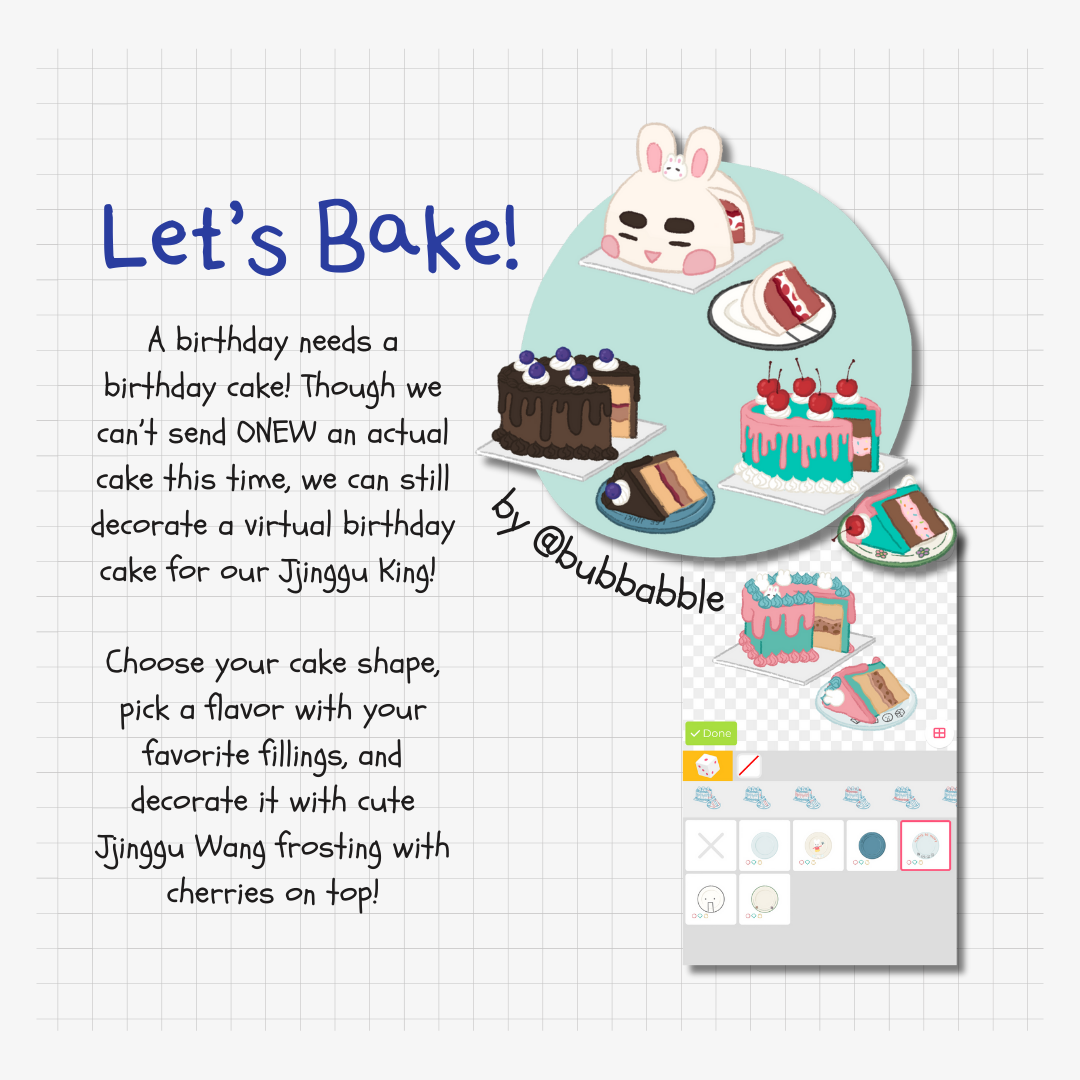 Let's Bake!
A birthday needs a
birthday cake! Though we
can't send ONEW an actual
cake this time, we can still
decorate a virtual birthday
cake for our Jjinggu King!
Choose your cake shape,
pick a flavor with your
favorite fillings, and
decorate it with cute
Jjinggu Wang frosting with
cherries on top!
by @bubbabble
Done